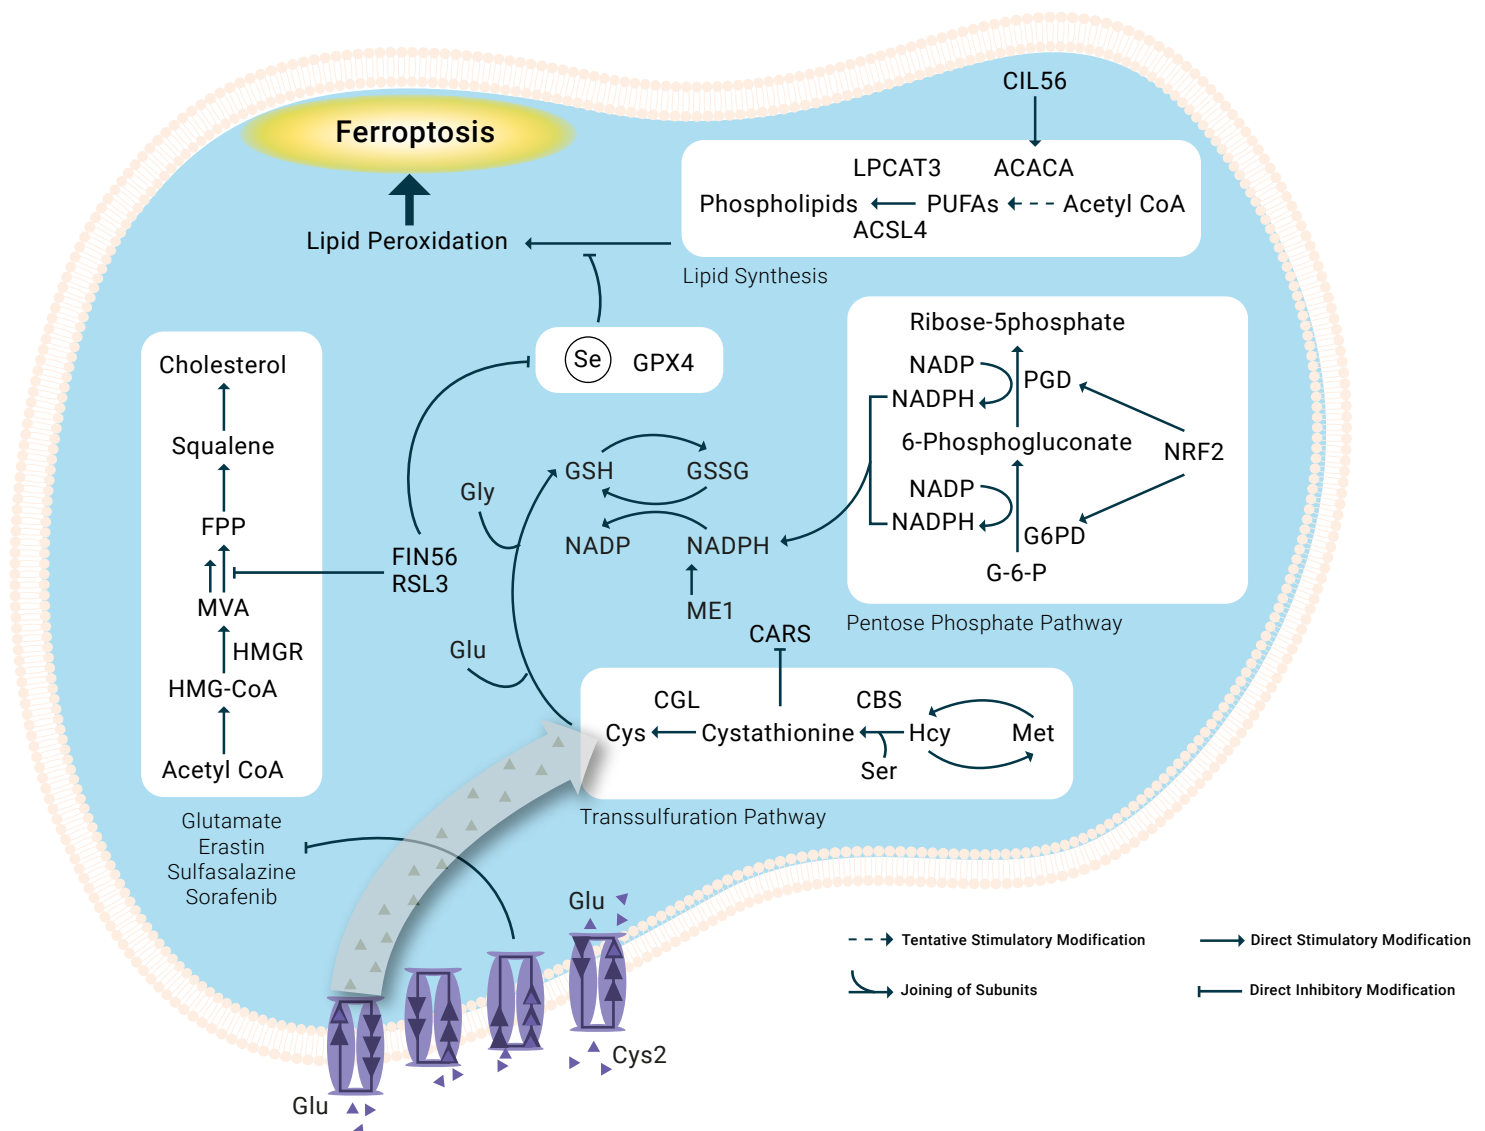 CIL56
Ferroptosis
LPCAT3 ACACA
Phospholipids PUFAs Acetyl CoA
ACSL4
Lipid Synthesis
Lipid Peroxidation
Se GPX4
Ribose-5phosphate
NADP
PGD
NADPH
6-Phosphogluconate
NRF2
NADP
NADPH
G6PD
G-6-P
Pentose Phosphate Pathway
Cholesterol
Squalene
FPP
MVA
HMGR
HMG-CoA
Acetyl CoA
FIN56
RSL3
Gly
GSH GSSG
NADP NADPH
ME1
Glu
CARS
CGL CBS
Cys Cystathionine Hcy Met
Ser
Transsulfuration Pathway
Glutamate
Erastin
Sulfasalazine
Sorafenib
Glu
Cys2
Glu
Tentative Stimulatory Modification
Direct Stimulatory Modification
Joining of Subunits
Direct Inhibitory Modification